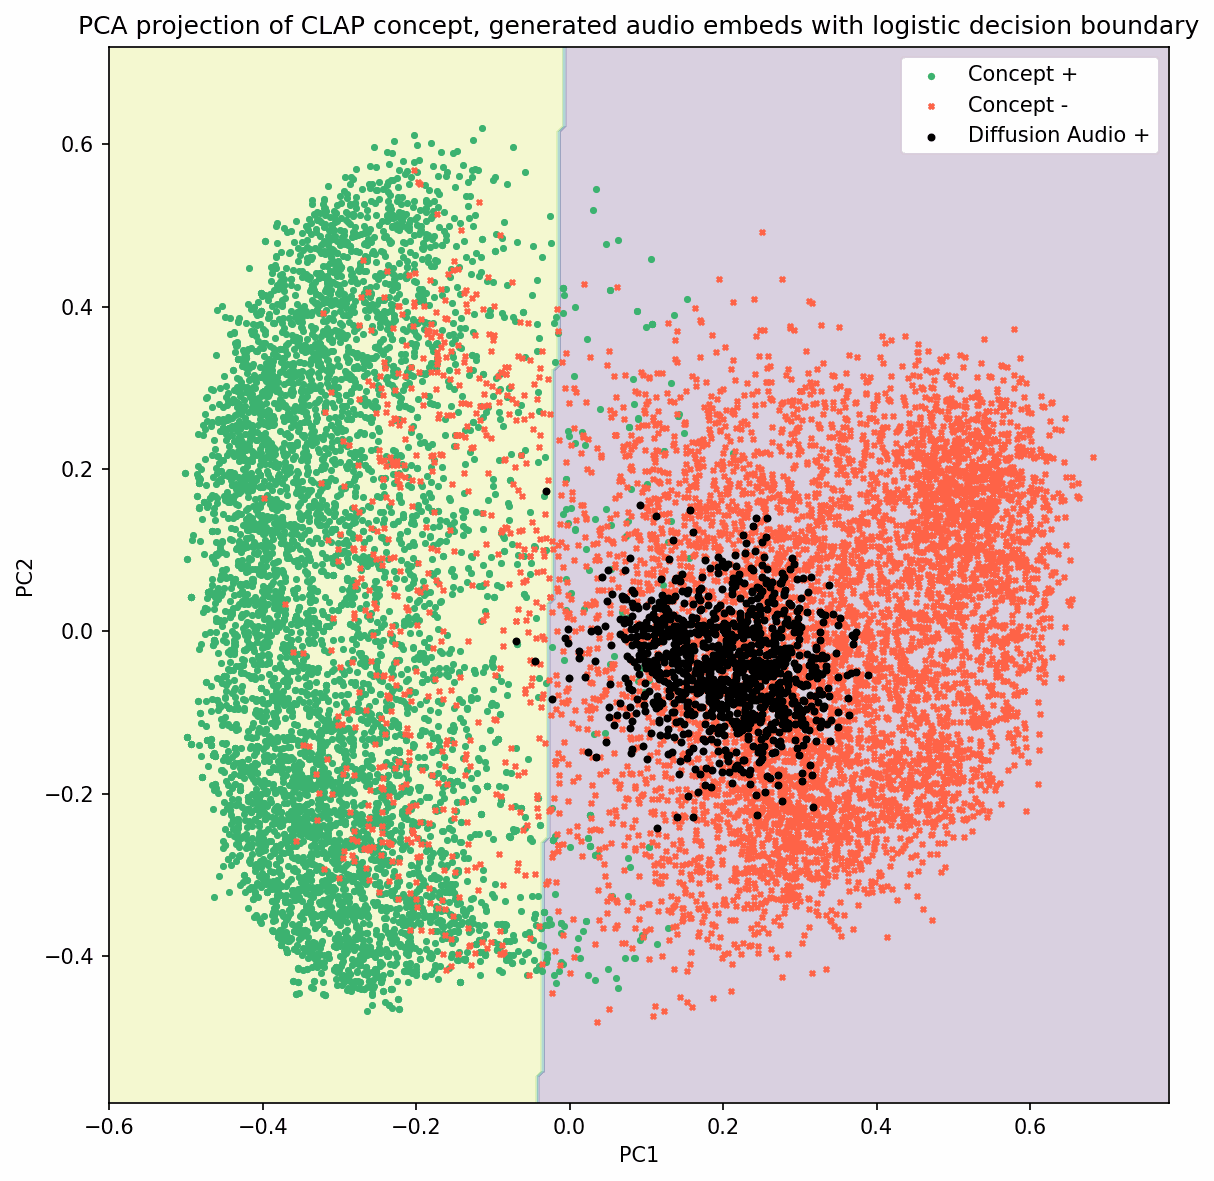 PCA projection of CLAP concept, generated audio embeds with logistic decision boundary
Concept +
Concept -
Diffusion Audio +
0.6
0.4
0.2
0.0
−0.2
−0.4
PC2
−0.6 −0.4 −0.2 0.0 0.2 0.4 0.6
PC1